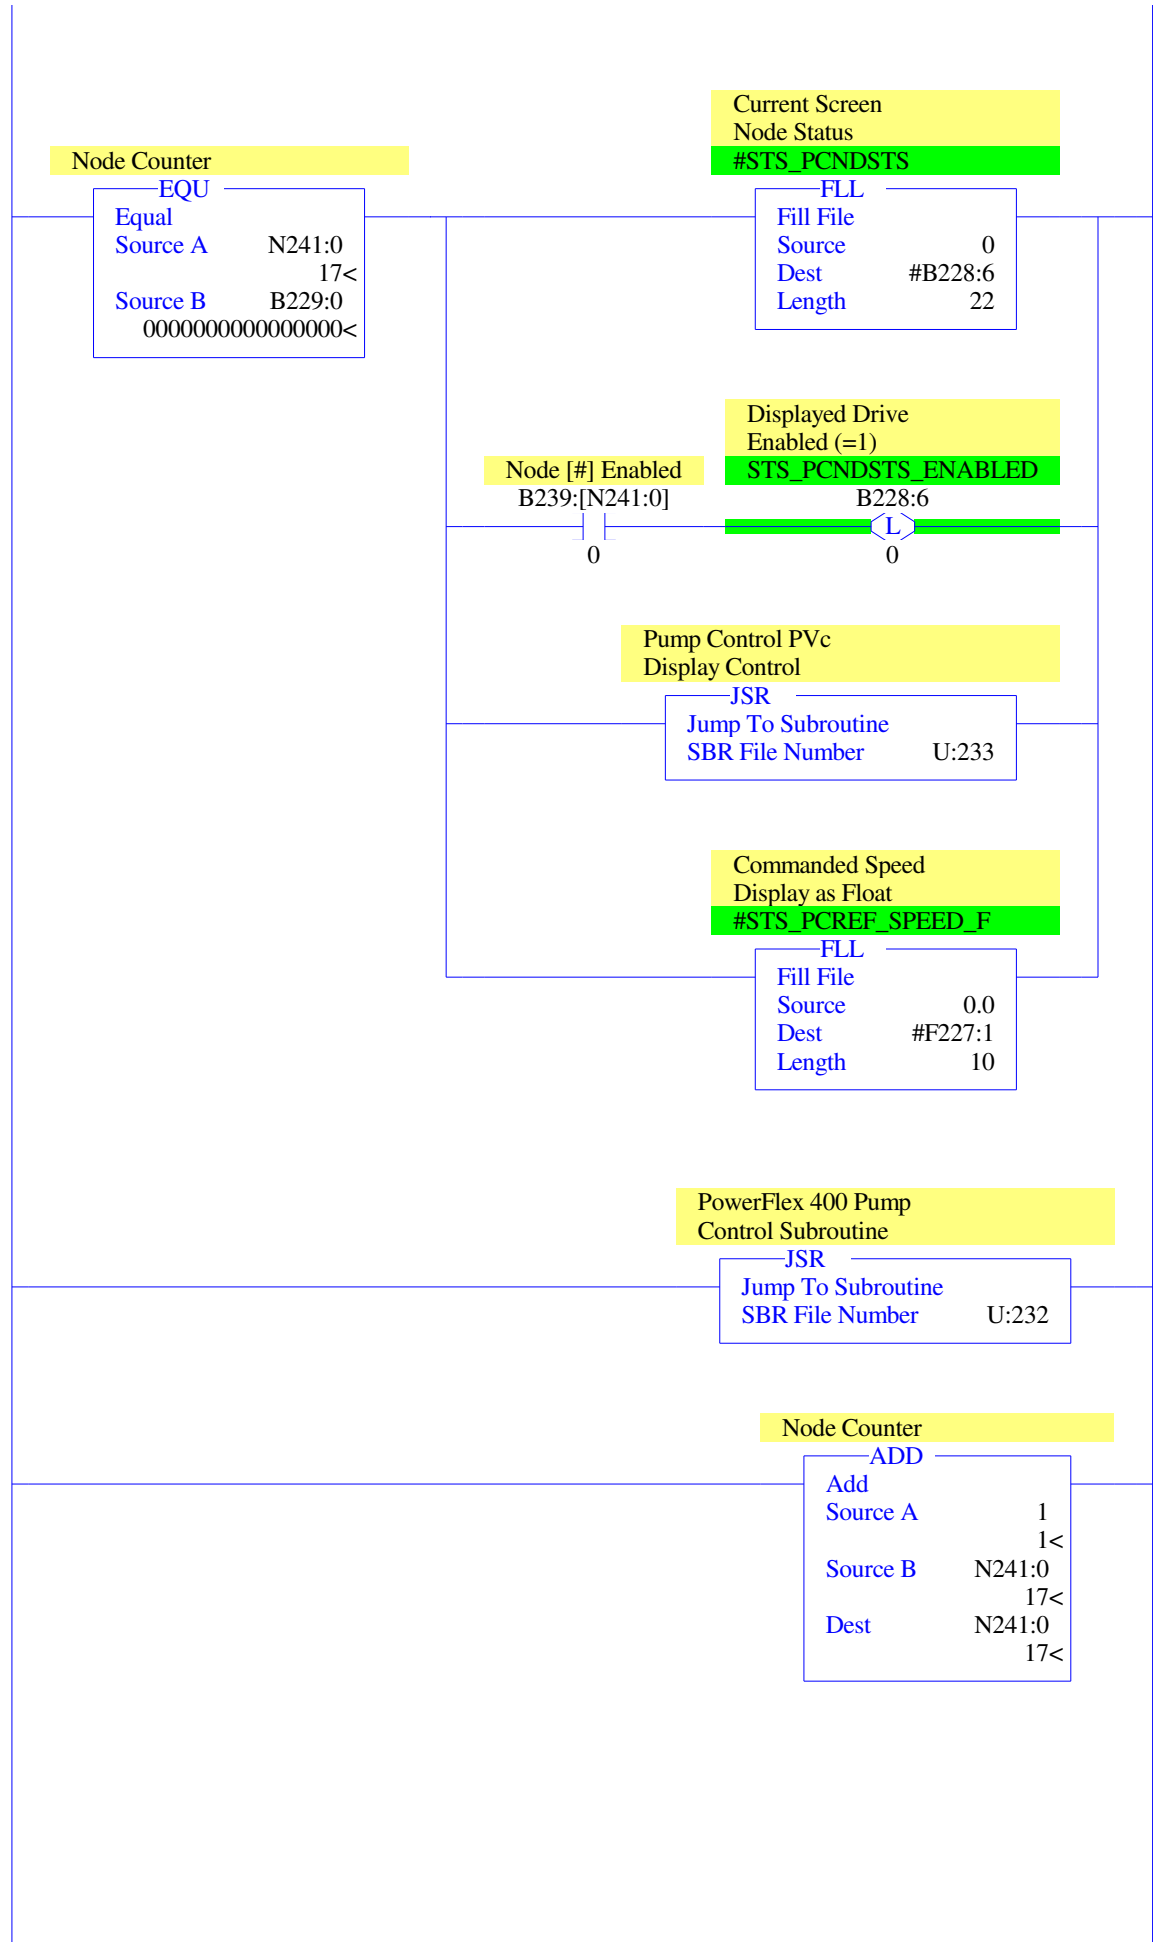 Node Counter
EQU
Equal
Source A N241:0
17<
Source B B229:0
0000000000000000<
Current Screen
Node Status
#STS_PCNDSTS
FLL
Fill File
Source 0
Dest #B228:6
Length 22
Node [#] Enabled
B239:[N241:0]
0
Displayed Drive
Enabled (=1)
STS_PCNDSTS_ENABLED
B228:6
L
0
Pump Control PVc
Display Control
JSR
Jump To Subroutine
SBR File Number U:233
Commanded Speed
Display as Float
#STS_PCREF_SPEED_F
FLL
Fill File
Source 0.0
Dest #F227:1
Length 10
PowerFlex 400 Pump
Control Subroutine
JSR
Jump To Subroutine
SBR File Number U:232
Node Counter
ADD
Add
Source A 1
1<
Source B N241:0
17<
Dest N241:0
17<